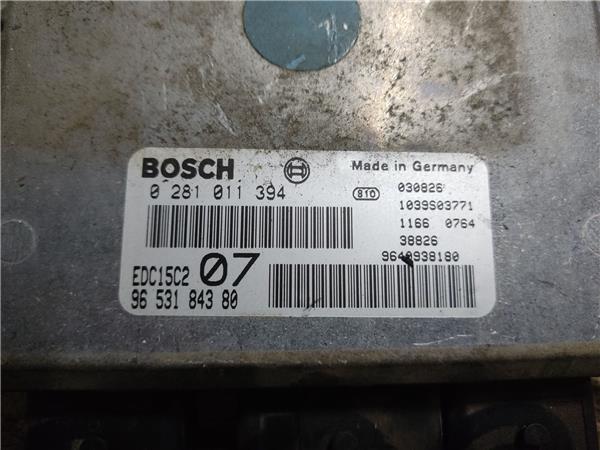 BOSCH
Made in Germany
0 281 011 394
810
030826
1039S03771
1166 0764
38826
EDC15C2 07
96 531 843 80